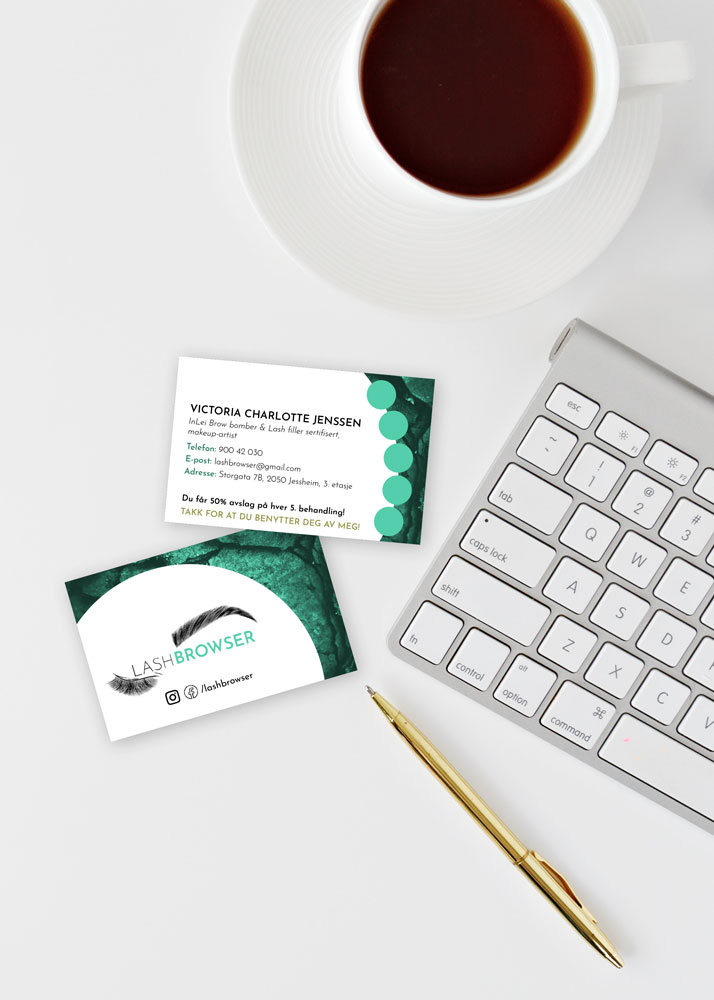 VICTORIA CHARLOTTE JENSSEN
InLei Brow bomber & Lash filler sertifisert,
makeup-artist
Telefon: 900 42 030
E-post: lashbrowser@gmail.com
Adresse: Storgata 7B, 2050 Jessheim, 3. etasje
Du får 50% avslag på hver 5. behandling!
TAKK FOR AT DU BENYTTER DEG AV MEG!
LASHBROWSER
/lashbrowser
esc
F1
F2
~
`
!
1
@
2
#
3
tab
Q
W
E
caps lock
A
S
D
shift
Z
X
C
V
fn
control
alt
option
⌘
command